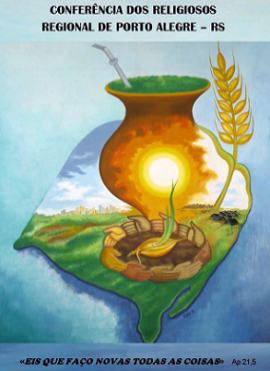 CONFERÊNCIA DOS RELIGIOSOS
REGIONAL DE PORTO ALEGRE – RS
«EIS QUE FAÇO NOVAS TODAS AS COISAS» Ap 21,5